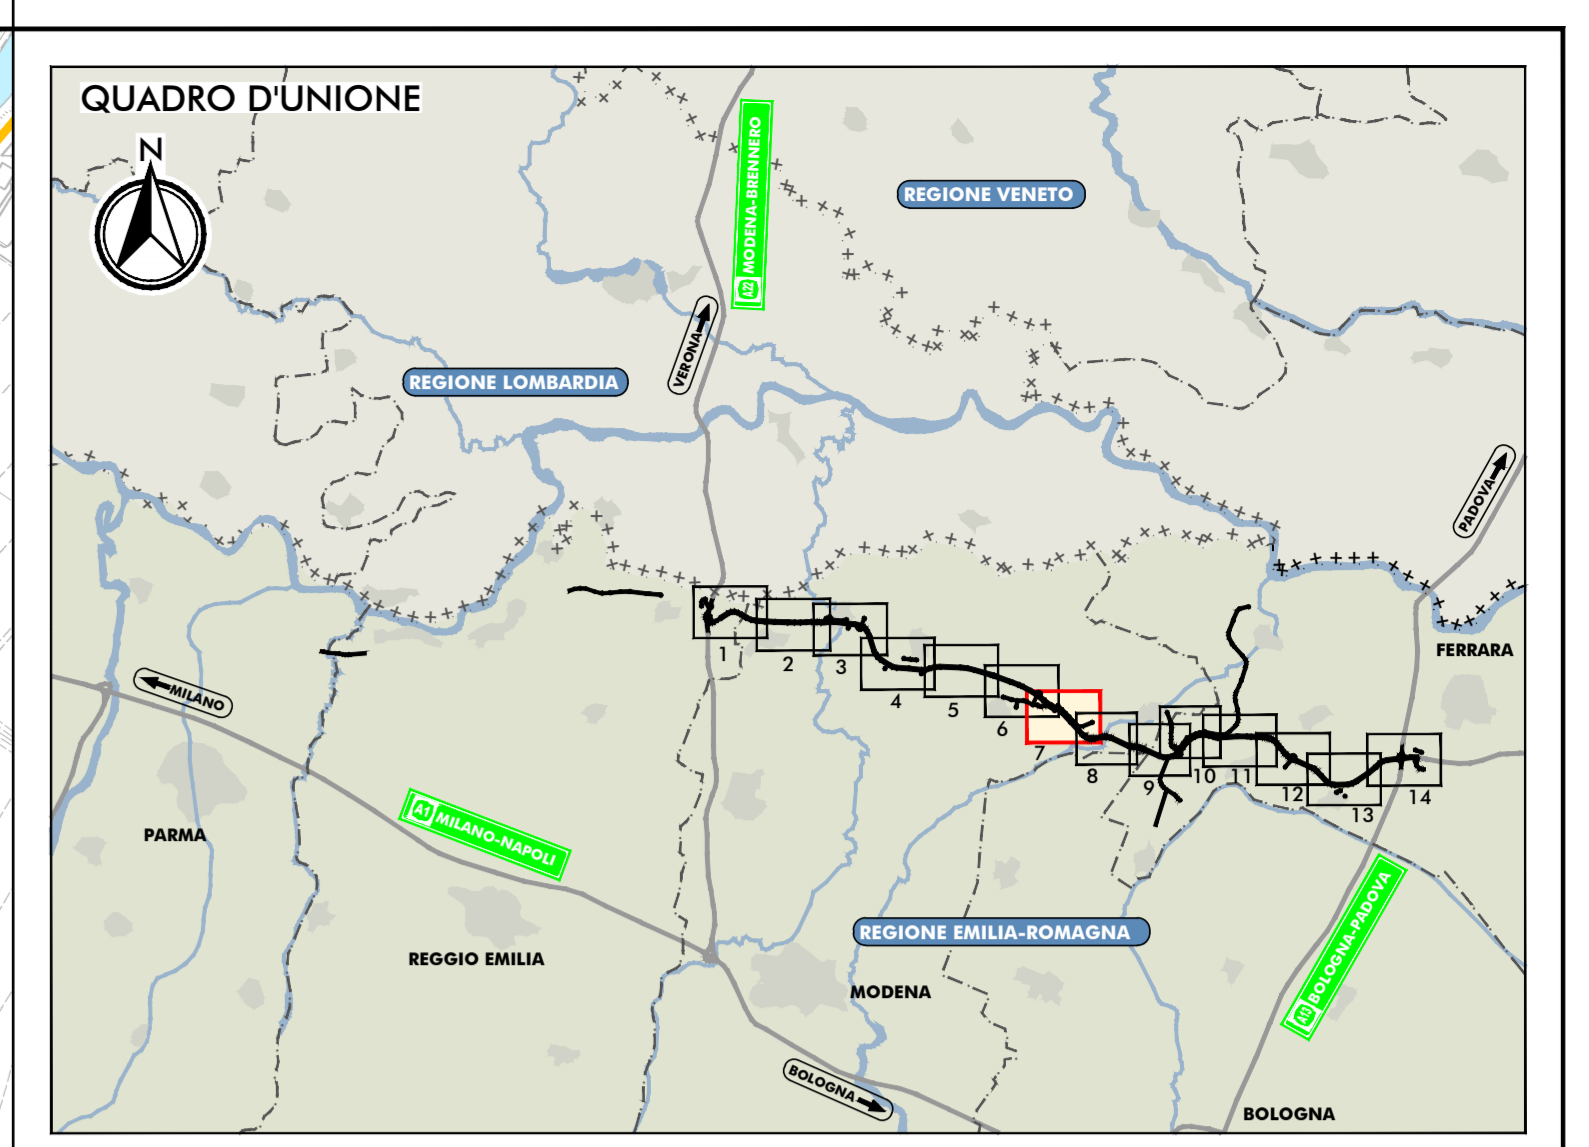 QUADRO D'UNIONE
N
A22 MODENA-BRENNERO
REGIONE VENETO
VERONA
REGIONE LOMBARDIA
PADOVA
FERRARA
1
2
3
4
5
6
7
8
9
10
11
12
13
14
MILANO
PARMA
A1 MILANO-NAPOLI
REGGIO EMILIA
REGIONE EMILIA-ROMAGNA
MODENA
A13 BOLOGNA-PADOVA
BOLOGNA
BOLOGNA